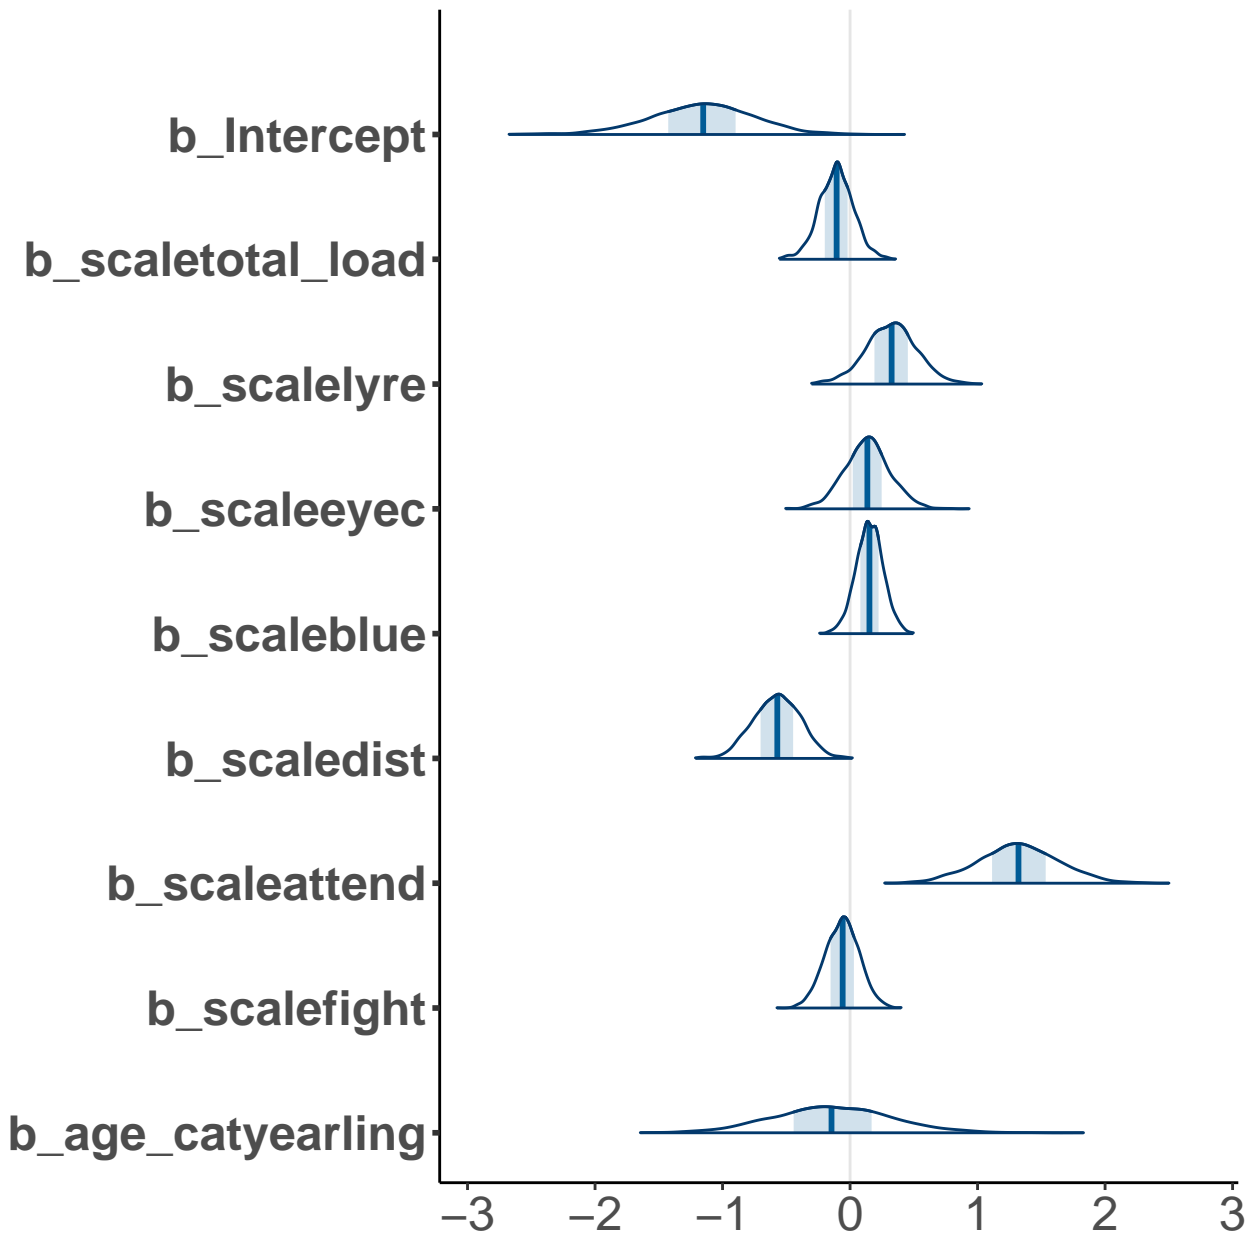 b_Intercept
b_scaletotal_load
b_scalelyre
b_scaleeyec
b_scaleblue
b_scaledist
b_scaleattend
b_scalefight
b_age_catyearling
−3 −2 −1 0 1 2 3